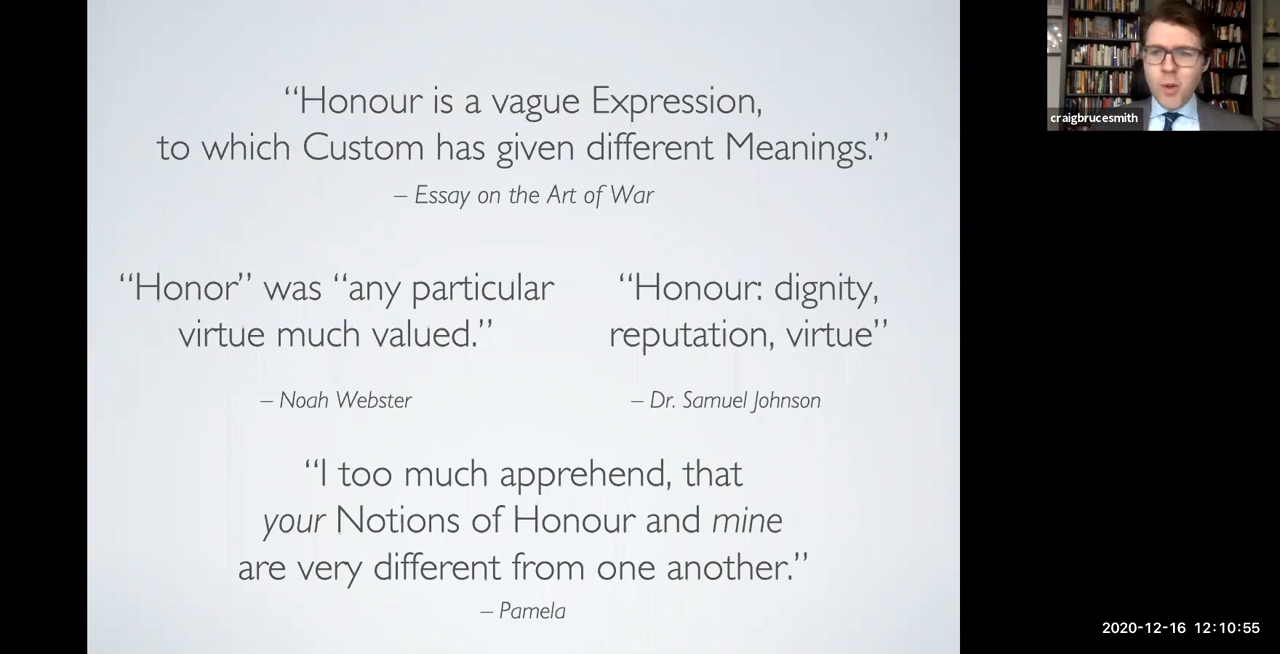 “Honour is a vague Expression,
to which Custom has given different Meanings.”
– Essay on the Art of War
“Honor” was “any particular
virtue much valued.”
– Noah Webster
“Honour: dignity,
reputation, virtue”
– Dr. Samuel Johnson
“I too much apprehend, that
your Notions of Honour and mine
are very different from one another.”
– Pamela
craigbrucesmith
2020-12-16 12:10:55